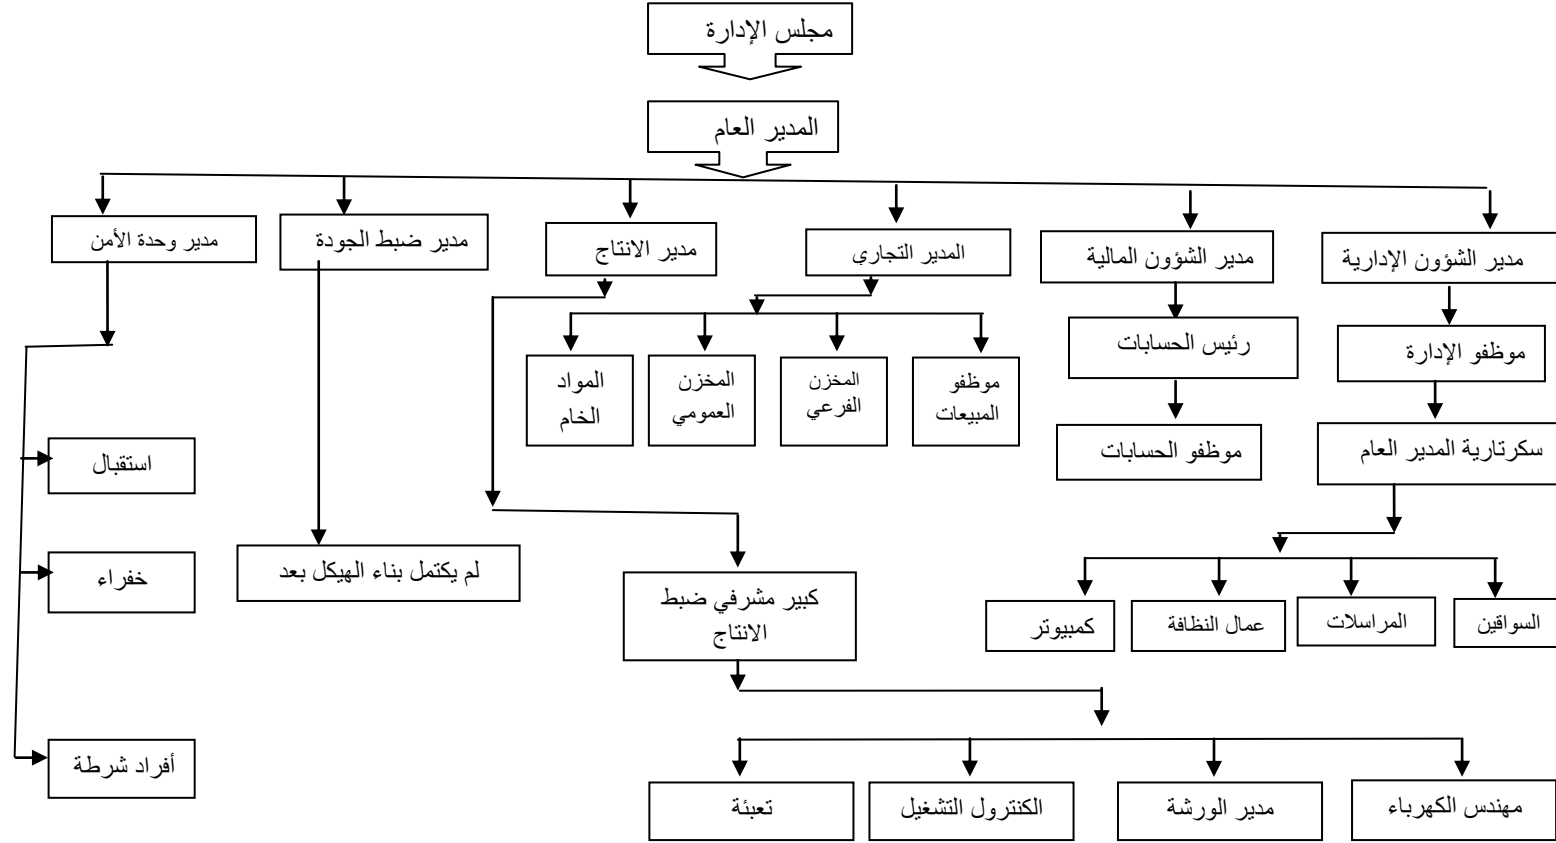 مجلس الإدارة
المدير العام
مدير الشؤون الإدارية
مدير الشؤون المالية
المدير التجاري
مدير الانتاج
مدير ضبط الجودة
مدير وحدة الأمن
موظفو الإدارة
رئيس الحسابات
موظفو
المبيعات
المخزن
الفرعي
المخزن
العمومي
المواد
الخام
سكرتارية المدير العام
موظفو الحسابات
استقبال
خفراء
أفراد شرطة
لم يكتمل بناء الهيكل بعد
كبير مشرفي ضبط
الانتاج
السواقين
المراسلات
عمال النظافة
كمبيوتر
مهندس الكهرباء
مدير الورشة
الكنترول التشغيل
تعبئة